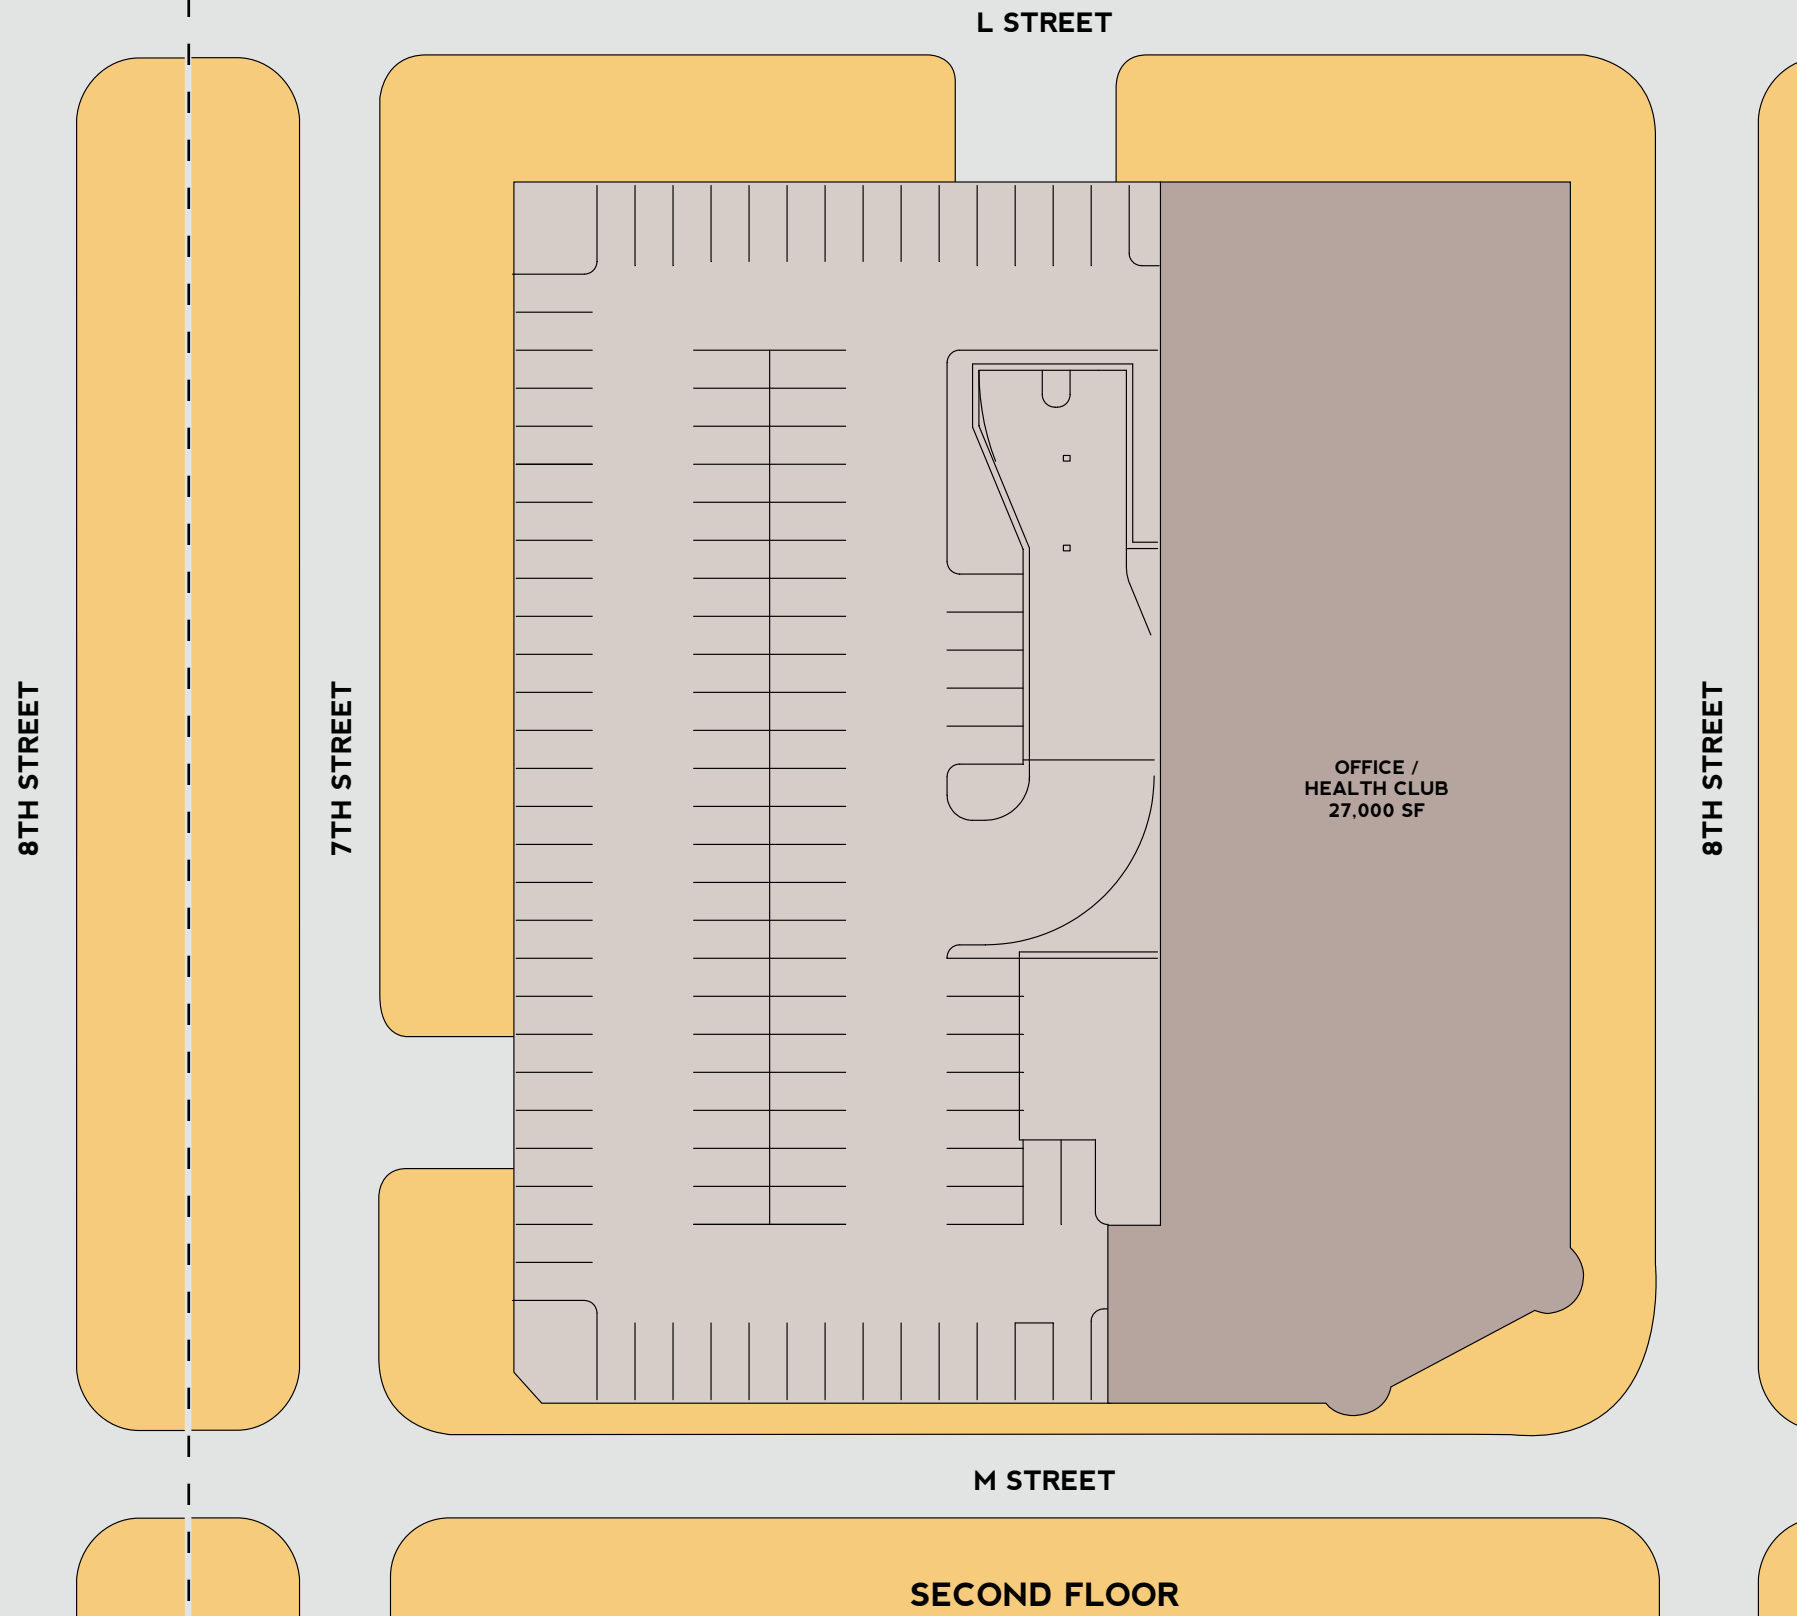 L STREET
8TH STREET
7TH STREET
OFFICE /
HEALTH CLUB
27,000 SF
8TH STREET
M STREET
SECOND FLOOR